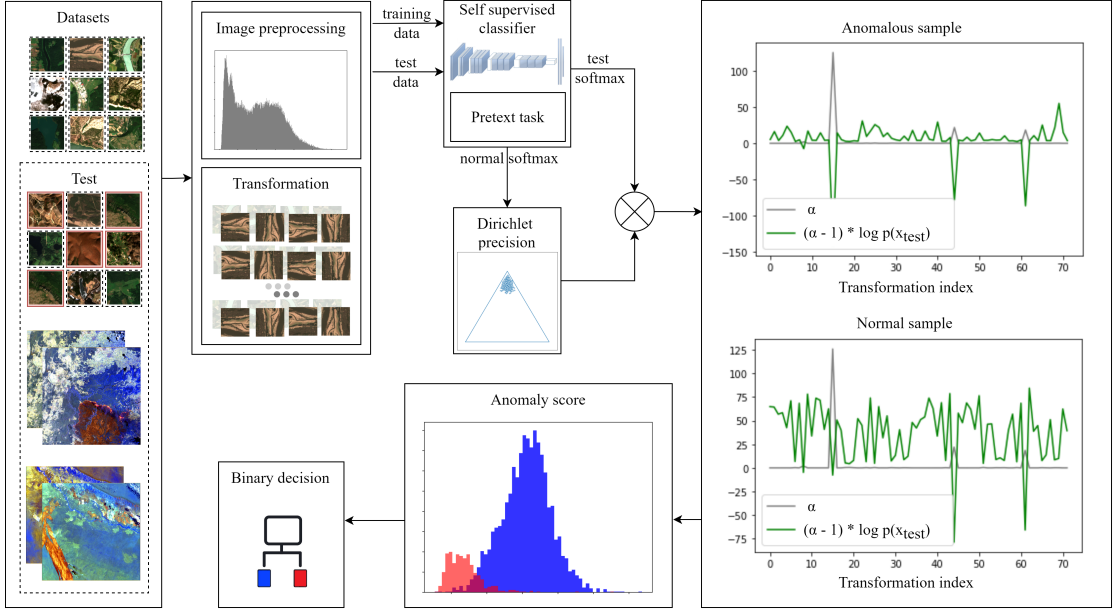 Datasets
Test
Image preprocessing
Transformation
training
data
test
data
Self supervised
classifier
Pretext task
test
softmax
normal softmax
Dirichlet
precision
Anomalous sample
100
50
0
−50
−100
−150
α
(α - 1) * log p(xtest)
0 10 20 30 40 50 60 70
Transformation index
Normal sample
125
100
75
50
25
0
−25
−50
−75
α
(α - 1) * log p(xtest)
0 10 20 30 40 50 60 70
Transformation index
Anomaly score
Binary decision